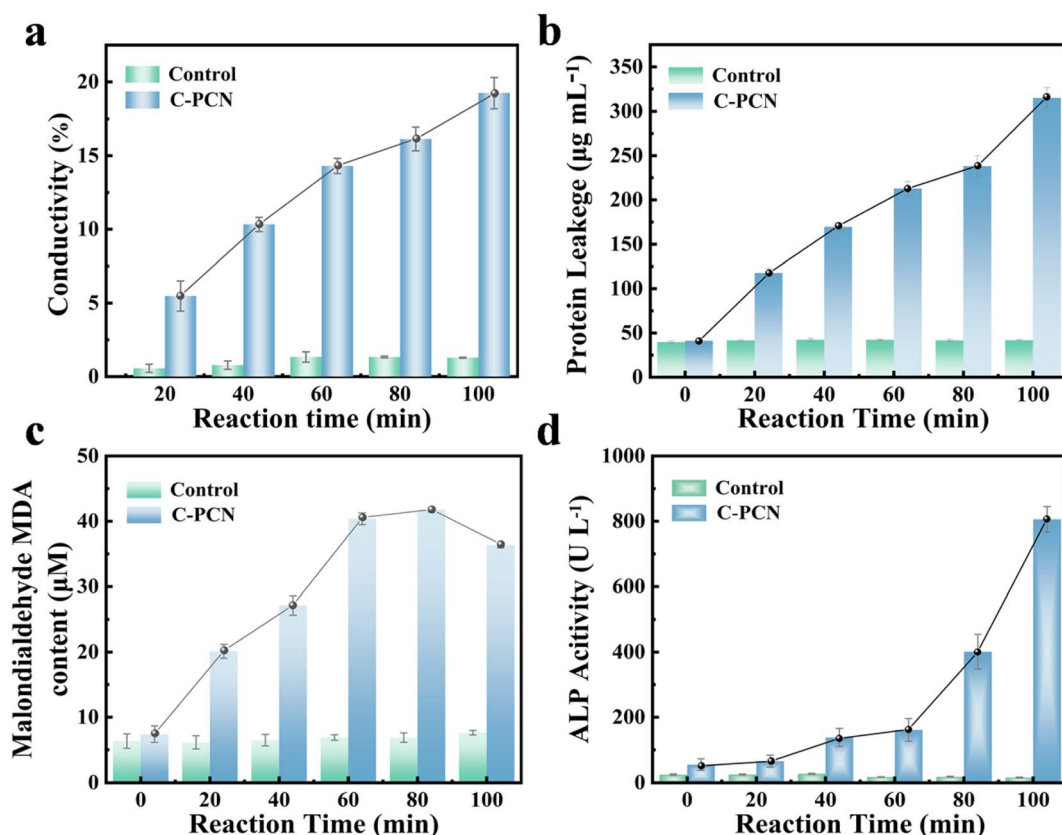 a
Conductivity (%)
20
15
10
5
0
Control
C-PCN
20 40 60 80 100
Reaction time (min)
b
Protein Leakege (µg mL⁻¹)
350
300
250
200
150
100
50
0
Control
C-PCN
0 20 40 60 80 100
Reaction Time (min)
c
Malondialdehyde MDA
content (µM)
50
40
30
20
10
0
Control
C-PCN
0 20 40 60 80 100
Reaction Time (min)
d
ALP Acitivity (U L⁻¹)
1000
800
600
400
200
0
Control
C-PCN
0 20 40 60 80 100
Reaction Time (min)